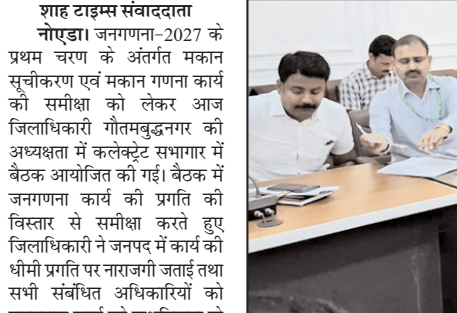 शाह टाइम्स संवाददाता
नोएडा। जनगणना-2027 के
प्रथम चरण के अंतर्गत मकान
सूचीकरण एवं मकान गणना कार्य
की समीक्षा को लेकर आज
जिलाधिकारी गौतमबुद्धनगर की
अध्यक्षता में कलेक्ट्रेट सभागार में
बैठक आयोजित की गई। बैठक में
जनगणना कार्य की प्रगति की
विस्तार से समीक्षा करते हुए
जिलाधिकारी ने जनपद में कार्य की
धीमी प्रगति पर नाराजगी जताई तथा
सभी संबंधित अधिकारियों को